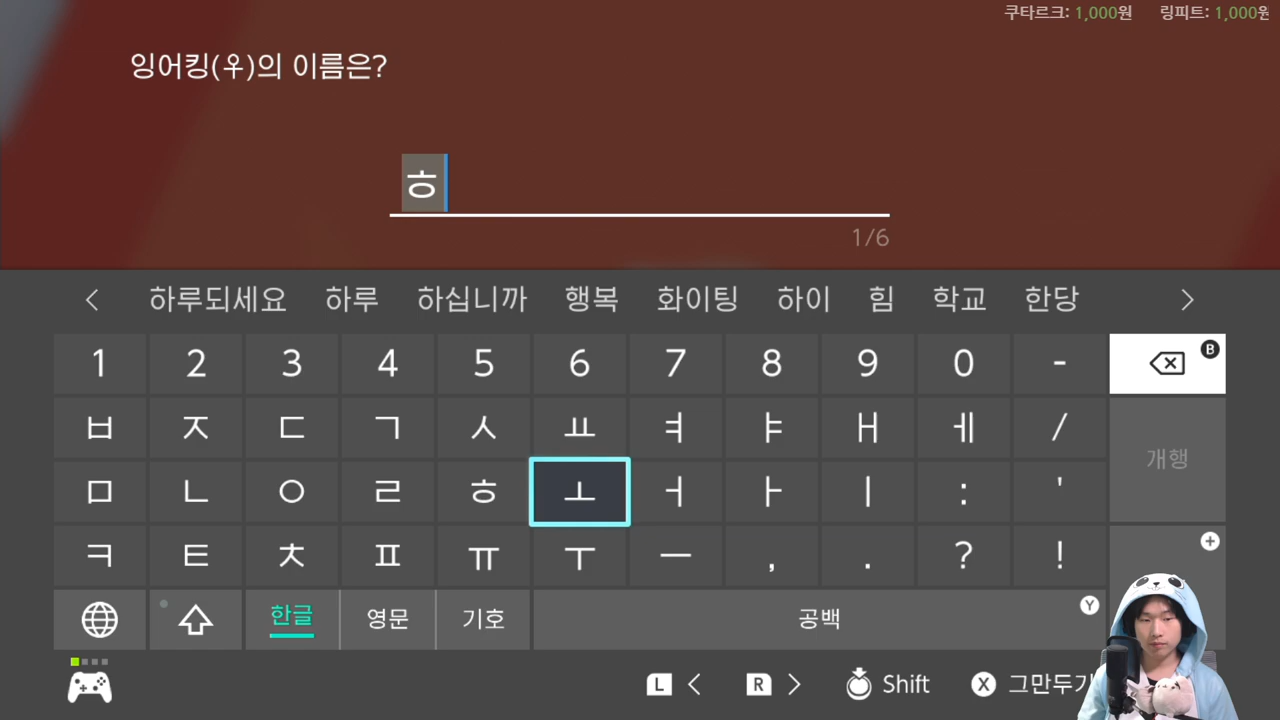 쿠타르크: 1,000원 링피트: 1,000원
잉어킹(우)의 이름은?
ㅎ
1/6
하루되세요 하루 하십니까 행복 화이팅 하이 힘 학교 한당
1 2 3 4 5 6 7 8 9 0 - B
ㅂ ㅈ ㄷ ㄱ ㅅ ㅛ ㅕ ㅑ ㅐ ㅔ / 개행
ㅁ ㄴ ㅇ ㄹ ㅎ ㅗ ㅓ ㅏ ㅣ : '
ㅋ ㅌ ㅊ ㅍ ㅠ ㅜ ㅡ , . ? ! +
한글 영문 기호 공백 Y
L R Shift X 그만두기